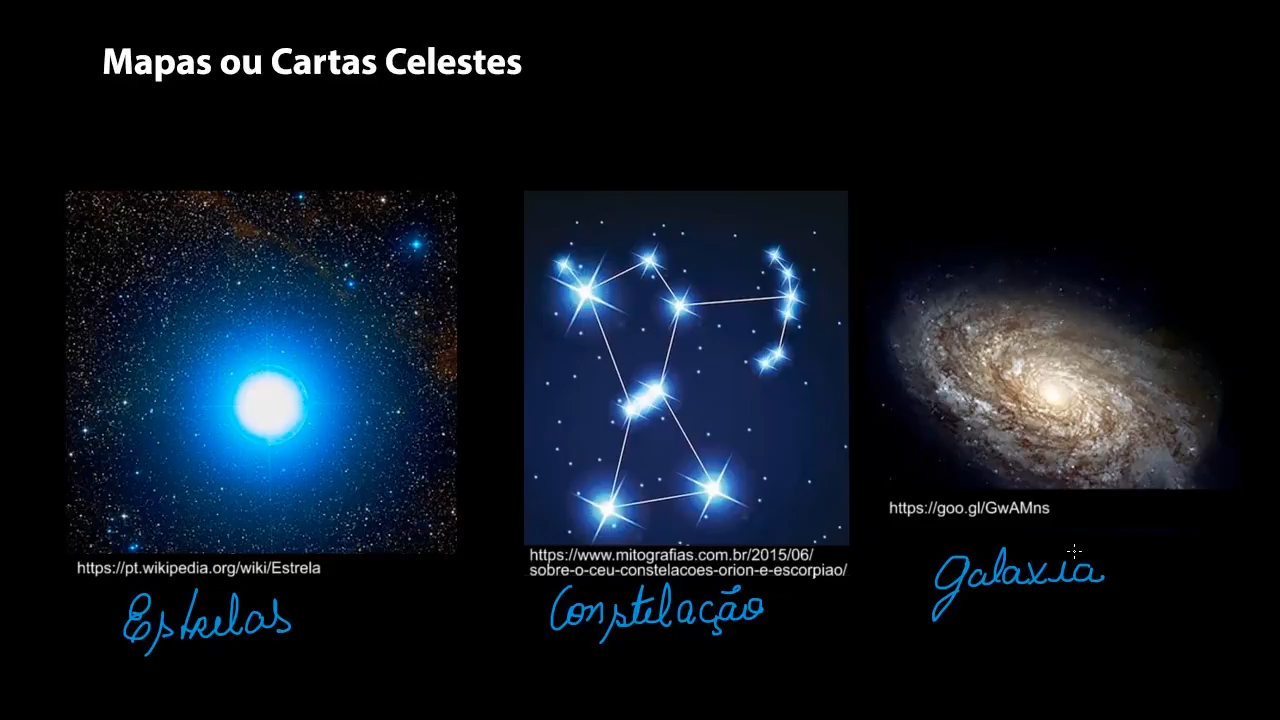 Mapas ou Cartas Celestes
https://pt.wikipedia.org/wiki/Estrela
Estrelas
https://www.mitografias.com.br/2015/06/
sobre-o-ceu-constelacoes-orion-e-escorpiao/
Constelação
https://goo.gl/GwAMns
galaxia